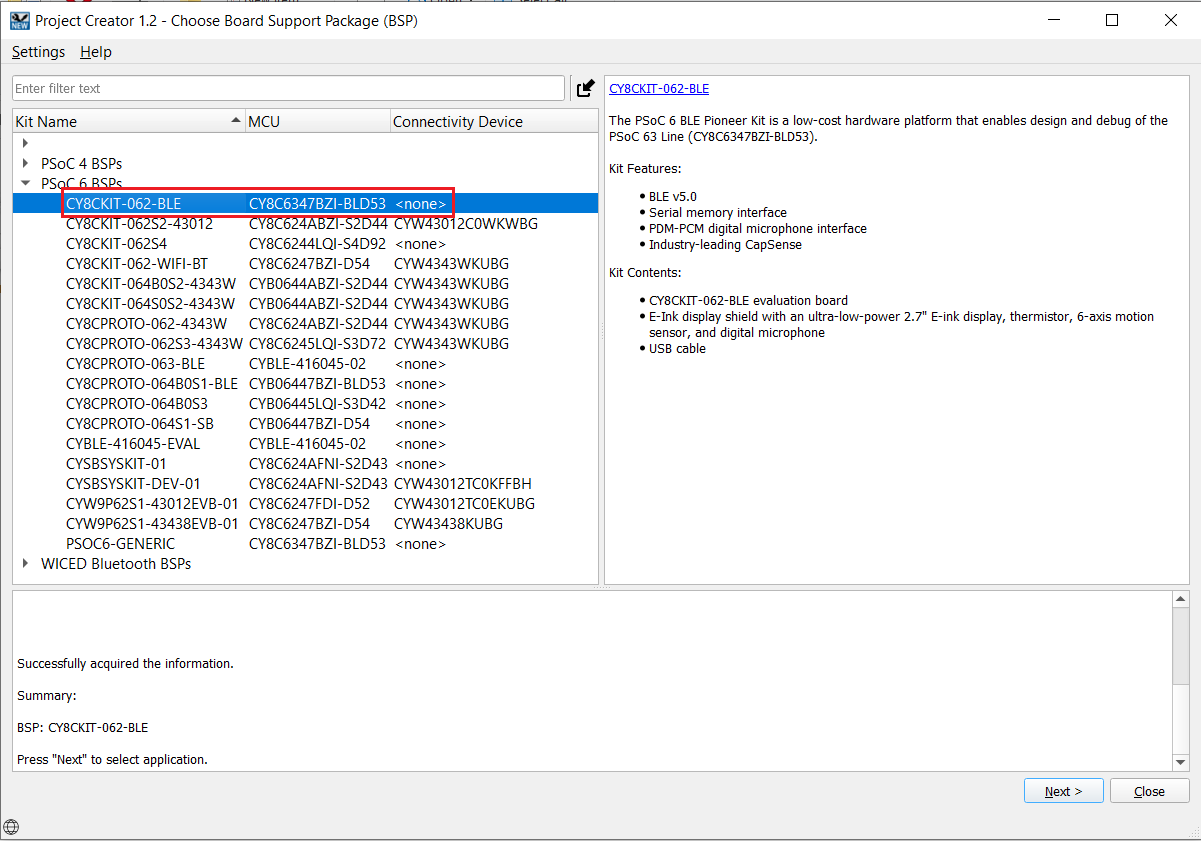 Project Creator 1.2 - Choose Board Support Package (BSP)
Settings Help
Enter filter text
Kit Name MCU Connectivity Device
PSoC 4 BSPs
PSoC 6 BSPs
CY8CKIT-062-BLE CY8C6347BZI-BLD53 <none>
CY8CKIT-062S2-43012 CY8C624ABZI-S2D44 CYW43012C0WKWBG
CY8CKIT-062S4 CY8C6244LQI-S4D92 <none>
CY8CKIT-062-WIFI-BT CY8C6247BZI-D54 CYW4343WKUBG
CY8CKIT-064B0S2-4343W CYB0644ABZI-S2D44 CYW4343WKUBG
CY8CKIT-064S0S2-4343W CYB0644ABZI-S2D44 CYW4343WKUBG
CY8CPROTO-062-4343W CY8C624ABZI-S2D44 CYW4343WKUBG
CY8CPROTO-062S3-4343W CY8C6245LQI-S3D72 CYW4343WKUBG
CY8CPROTO-063-BLE CYBLE-416045-02 <none>
CY8CPROTO-064B0S1-BLE CYB06447BZI-BLD53 <none>
CY8CPROTO-064B0S3 CYB06445LQI-S3D42 <none>
CY8CPROTO-064S1-SB CYB06447BZI-D54 <none>
CYBLE-416045-EVAL CYBLE-416045-02 <none>
CYSBSYSKIT-01 CY8C624AFNI-S2D43 <none>
CYSBSYSKIT-DEV-01 CY8C624AFNI-S2D43 CYW43012TC0KFFBH
CYW9P62S1-43012EVB-01 CY8C6247FDI-D52 CYW43012TC0EKUBG
CYW9P62S1-43438EVB-01 CY8C6247BZI-D54 CYW43438KUBG
PSOC6-GENERIC CY8C6347BZI-BLD53 <none>
WICED Bluetooth BSPs
CY8CKIT-062-BLE
The PSoC 6 BLE Pioneer Kit is a low-cost hardware platform that enables design and debug of the
PSoC 63 Line (CY8C6347BZI-BLD53).
Kit Features:
• BLE v5.0
• Serial memory interface
• PDM-PCM digital microphone interface
• Industry-leading CapSense
Kit Contents:
• CY8CKIT-062-BLE evaluation board
• E-Ink display shield with an ultra-low-power 2.7" E-ink display, thermistor, 6-axis motion
sensor, and digital microphone
• USB cable
Successfully acquired the information.
Summary:
BSP: CY8CKIT-062-BLE
Press "Next" to select application.
Next > Close